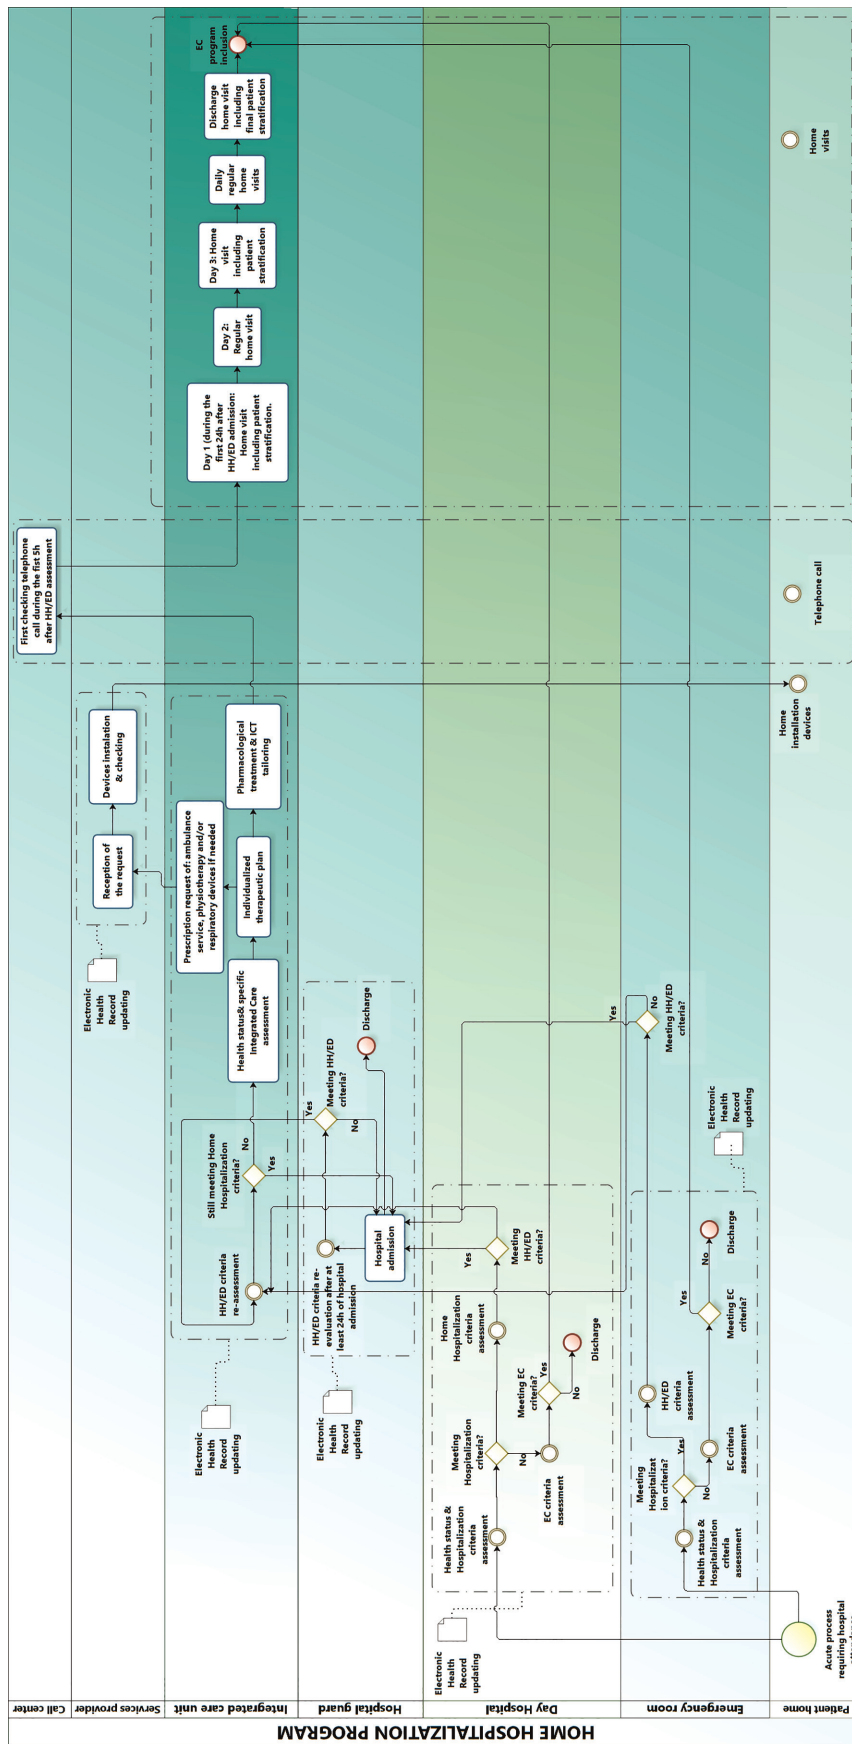 HOME HOSPITALIZATION PROGRAM
Call center
Services provider
Integrated care unit
Hospital guard
Day Hospital
Emergency room
Patient home
First checking telephone
call during the fist 5h
after HH/ED assessment
Electronic
Health
Record
updating
Reception of
the request
Devices instalation
& checking
Electronic
Health
Record
updating
HH/ED criteria
re-assessment
Still meeting Home
Hospitalization
criteria?
No
Yes
Health status& specific
Integrated Care
assessment
Prescription request of: ambulance
service, physiotherapy and/or
respiratory devices if needed
Individualized
therapeutic plan
Pharmacological
treatment & ICT
tailoring
Day 1 (during the
first 24h after
HH/ED admission:
Home visit
including patient
stratification.
Day 2:
Regular
home visit
Day 3: Home
visit
including
patient
stratification
Daily
regular
home
visits
Discharge
home visit
including
final patient
stratification
EC
program
inclusion
Electronic
Health
Record
updating
HH/ED criteria re-
evaluation after at
least 24h of hospital
admission
Meeting HH/ED
criteria?
Yes
No
Hospital
admission
Discharge
Electronic
Health
Record
updating
Health status &
Hospitalization
criteria
assessment
Meeting
Hospitalization
criteria?
No
EC criteria
assessment
Home
Hospitalization
criteria
assessment
Meeting EC
criteria?
Yes
No
Discharge
Yes
Meeting
HH/ED
criteria?
Meeting
Hospitalizat
ion criteria?
Yes
No
Health status &
Hospitalization
criteria
assessment
HH/ED
criteria
assessment
EC criteria
assessment
Yes
Meeting EC
criteria?
No
Discharge
Electronic
Health
Record
updating
Yes
No
Meeting HH/ED
criteria?
Acute process
requiring hospital
Home
installation
devices
Telephone call
Home
visits